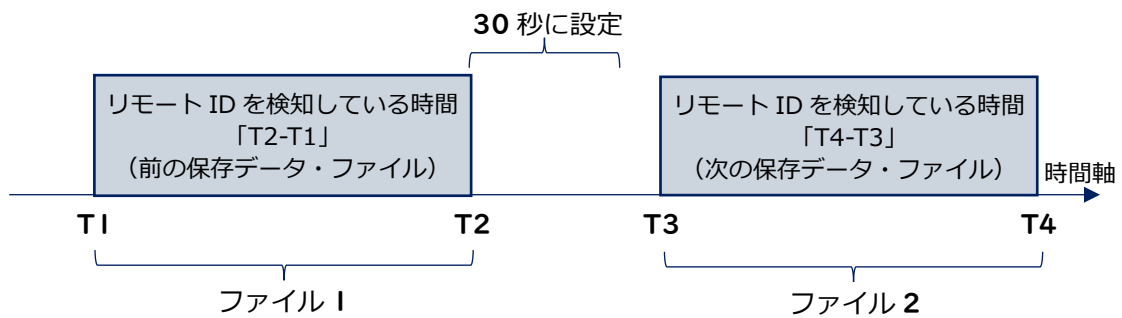 30 秒に設定
リモート ID を検知している時間
「T2-T1」
（前の保存データ・ファイル）
リモート ID を検知している時間
「T4-T3」
（次の保存データ・ファイル）
時間軸
T1
T2
T3
T4
ファイル 1
ファイル 2